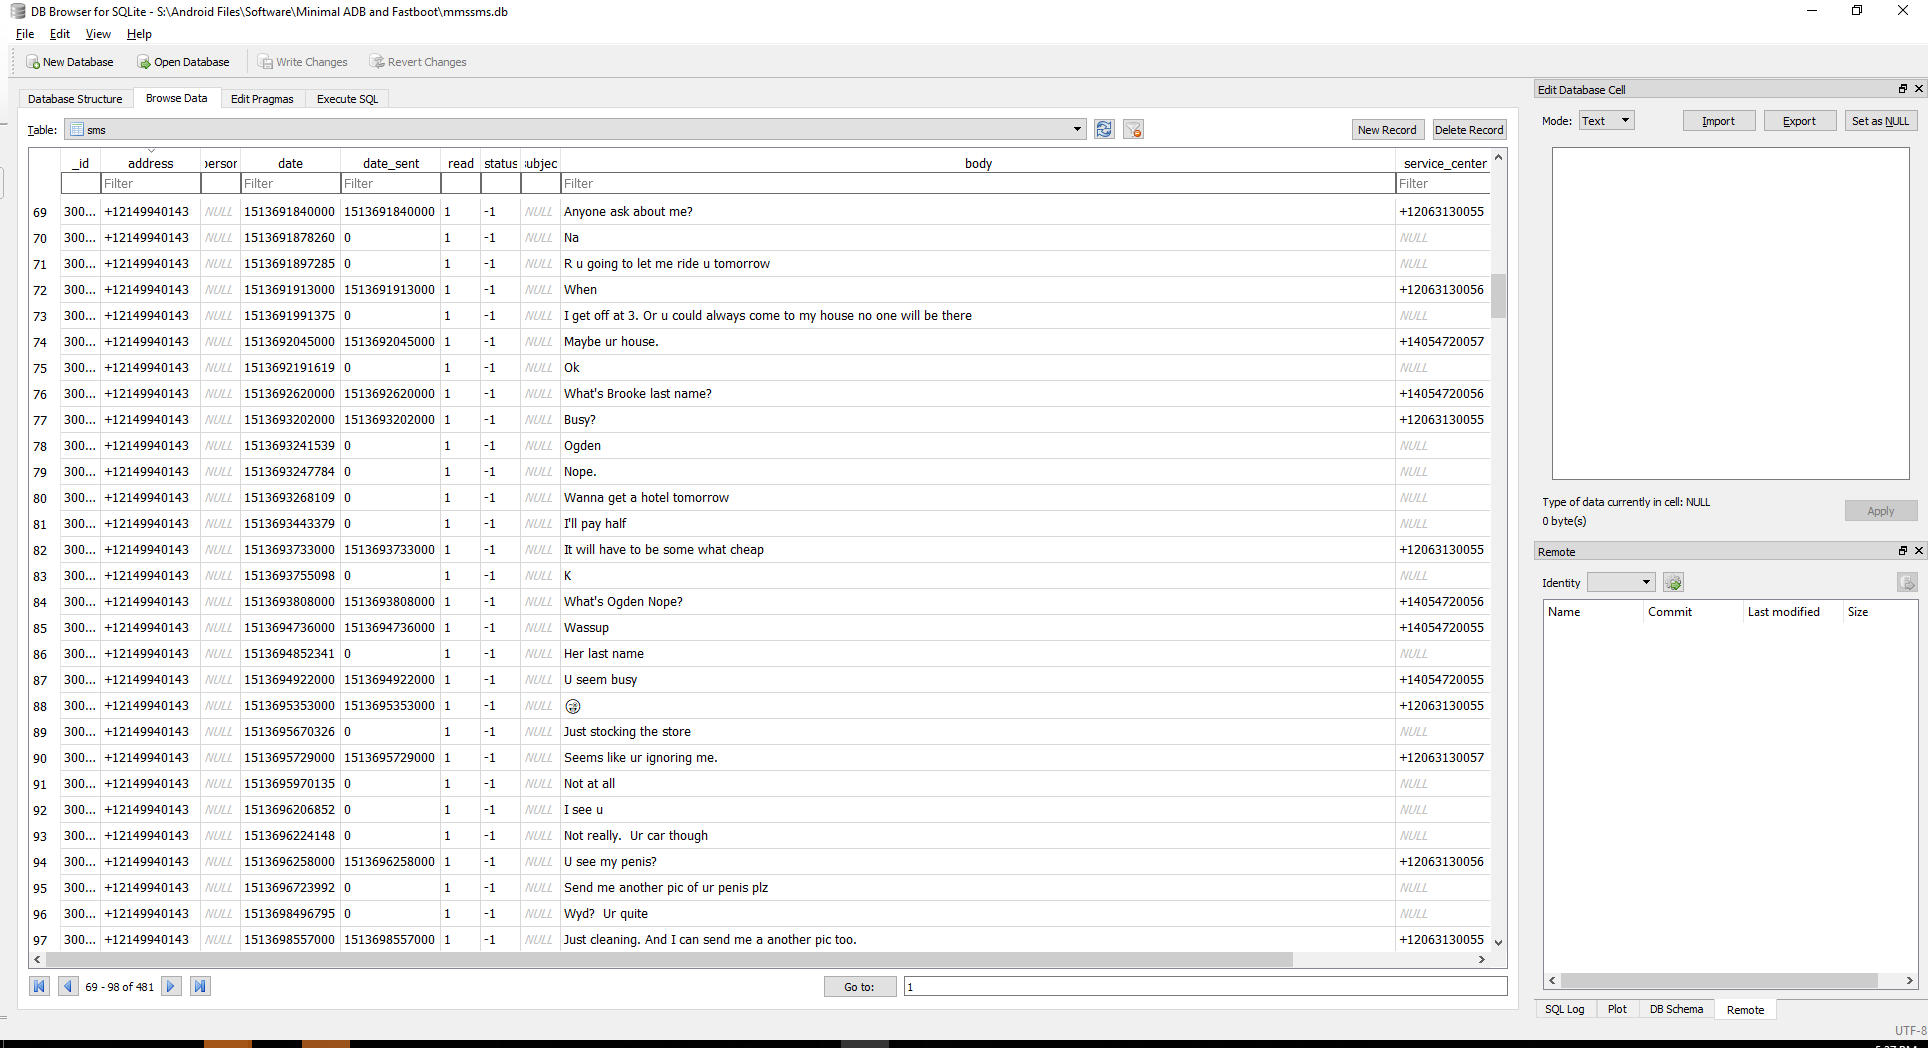 DB Browser for SQLite - S:\Android Files\Software\Minimal ADB and Fastboot\mmssms.db
File Edit View Help
New Database Open Database Write Changes Revert Changes
Database Structure Browse Data Edit Pragmas Execute SQL
Table: sms New Record Delete Record
_id address person date date_sent read status subjec body service_center
Filter Filter Filter Filter Filter
69 300... +12149940143 NULL 1513691840000 1513691840000 1 -1 NULL Anyone ask about me? +12063130055
70 300... +12149940143 NULL 1513691878260 0 1 -1 NULL Na NULL
71 300... +12149940143 NULL 1513691897285 0 1 -1 NULL R u going to let me ride u tomorrow NULL
72 300... +12149940143 NULL 1513691913000 1513691913000 1 -1 NULL When +12063130056
73 300... +12149940143 NULL 1513691991375 0 1 -1 NULL I get off at 3. Or u could always come to my house no one will be there NULL
74 300... +12149940143 NULL 1513692045000 1513692045000 1 -1 NULL Maybe ur house. +14054720057
75 300... +12149940143 NULL 1513692191619 0 1 -1 NULL Ok NULL
76 300... +12149940143 NULL 1513692620000 1513692620000 1 -1 NULL What's Brooke last name? +14054720056
77 300... +12149940143 NULL 1513693202000 1513693202000 1 -1 NULL Busy? +12063130055
78 300... +12149940143 NULL 1513693241539 0 1 -1 NULL Ogden NULL
79 300... +12149940143 NULL 1513693247784 0 1 -1 NULL Nope. NULL
80 300... +12149940143 NULL 1513693268109 0 1 -1 NULL Wanna get a hotel tomorrow NULL
81 300... +12149940143 NULL 1513693443379 0 1 -1 NULL I'll pay half NULL
82 300... +12149940143 NULL 1513693733000 1513693733000 1 -1 NULL It will have to be some what cheap +12063130055
83 300... +12149940143 NULL 1513693755098 0 1 -1 NULL K NULL
84 300... +12149940143 NULL 1513693808000 1513693808000 1 -1 NULL What's Ogden Nope? +14054720056
85 300... +12149940143 NULL 1513694736000 1513694736000 1 -1 NULL Wassup +14054720055
86 300... +12149940143 NULL 1513694852341 0 1 -1 NULL Her last name NULL
87 300... +12149940143 NULL 1513694922000 1513694922000 1 -1 NULL U seem busy +14054720055
88 300... +12149940143 NULL 1513695353000 1513695353000 1 -1 NULL +12063130055
89 300... +12149940143 NULL 1513695670326 0 1 -1 NULL Just stocking the store NULL
90 300... +12149940143 NULL 1513695729000 1513695729000 1 -1 NULL Seems like ur ignoring me. +12063130057
91 300... +12149940143 NULL 1513695970135 0 1 -1 NULL Not at all NULL
92 300... +12149940143 NULL 1513696206852 0 1 -1 NULL I see u NULL
93 300... +12149940143 NULL 1513696224148 0 1 -1 NULL Not really.  Ur car though NULL
94 300... +12149940143 NULL 1513696258000 1513696258000 1 -1 NULL U see my penis? +12063130056
95 300... +12149940143 NULL 1513696723992 0 1 -1 NULL Send me another pic of ur penis plz NULL
96 300... +12149940143 NULL 1513698496795 0 1 -1 NULL Wyd?  Ur quite NULL
97 300... +12149940143 NULL 1513698557000 1513698557000 1 -1 NULL Just cleaning. And I can send me a another pic too. +12063130055
69 - 98 of 481 Go to: 1
Edit Database Cell
Mode: Text Import Export Set as NULL
Type of data currently in cell: NULL
0 byte(s)
Apply
Remote
Identity
Name Commit Last modified Size
SQL Log Plot DB Schema Remote
UTF-8